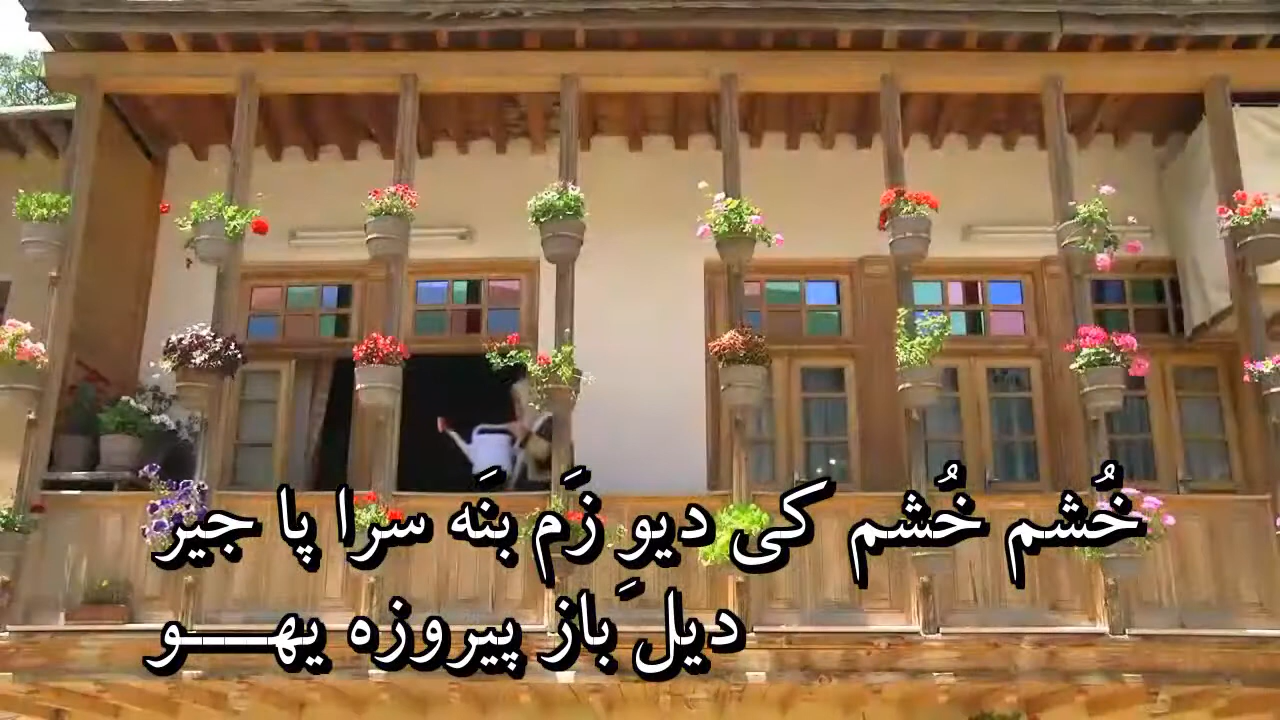 خُشم خُشم کی دیوِ زَم بنَه سرا پا جیر
دیل َباز پیروزه یهـــو